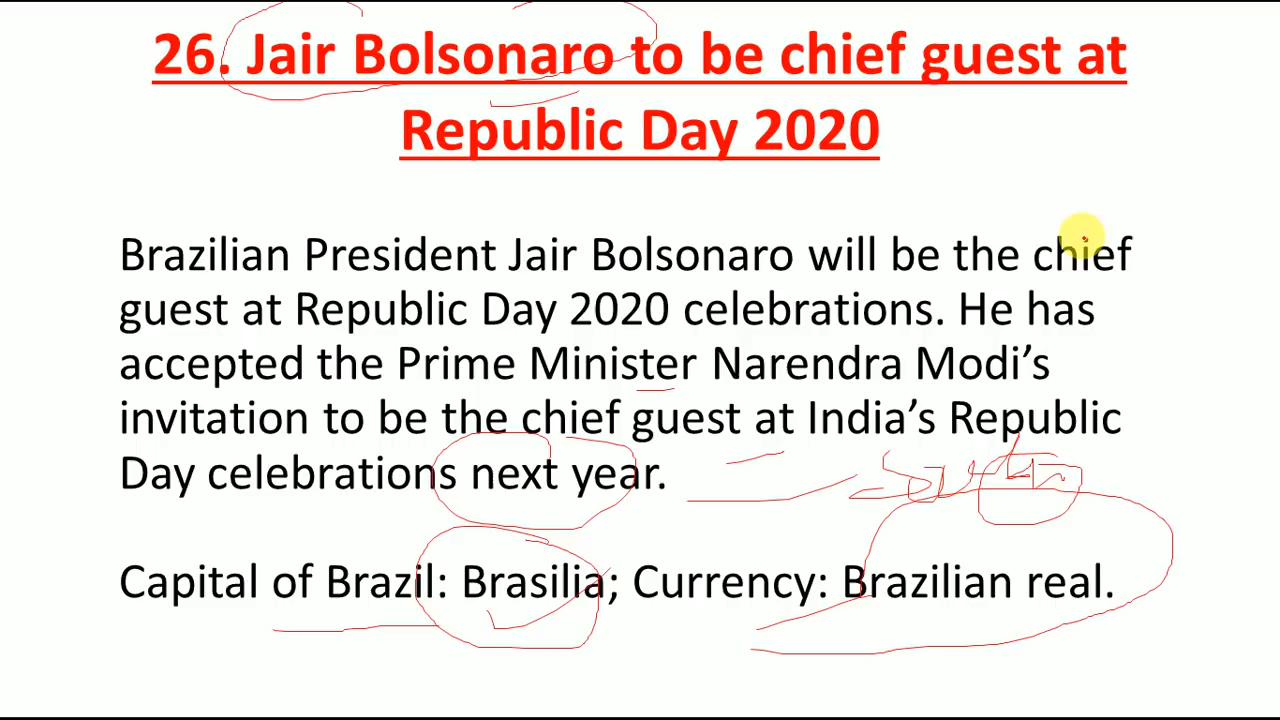 26. Jair Bolsonaro to be chief guest at
Republic Day 2020
Brazilian President Jair Bolsonaro will be the chief
guest at Republic Day 2020 celebrations. He has
accepted the Prime Minister Narendra Modi’s
invitation to be the chief guest at India’s Republic
Day celebrations next year.
Capital of Brazil: Brasilia; Currency: Brazilian real.